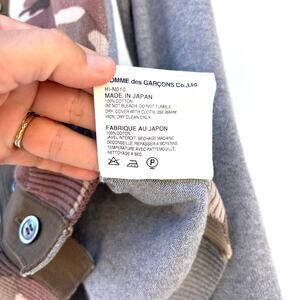 COMME des GARÇONS Co.,Ltd.
HI-N010
MADE IN JAPAN
100%COTTON
DO NOT BLEACH. DO NOT TUMBLE
DRY. COVER WITH CLOTH USE WARM
IRON. DRY CLEAN ONLY
FABRIQUE AU JAPON
100%COTON
JAVEL INTERDIT. SECHAGE MACHINE
DECONSEILLE. REPASSER A MOYENNE
TEMPERATURE AVEC PATTEMOUILLE.
NETTOYAGE A SEC
P